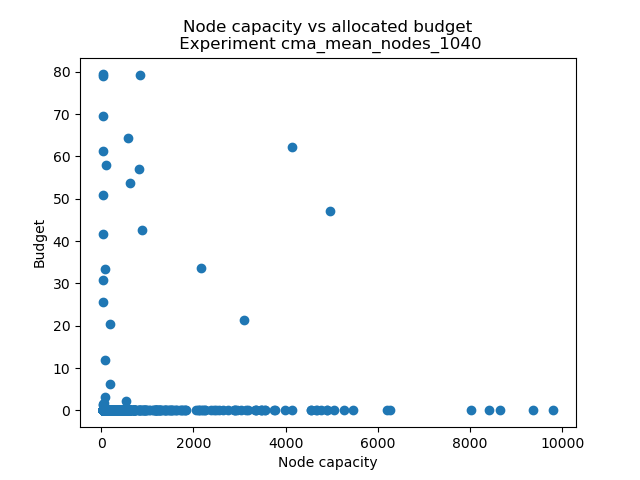 Node capacity vs allocated budget
Experiment cma_mean_nodes_1040
80
70
60
50
40
30
20
10
0
Budget
0 2000 4000 6000 8000 10000
Node capacity